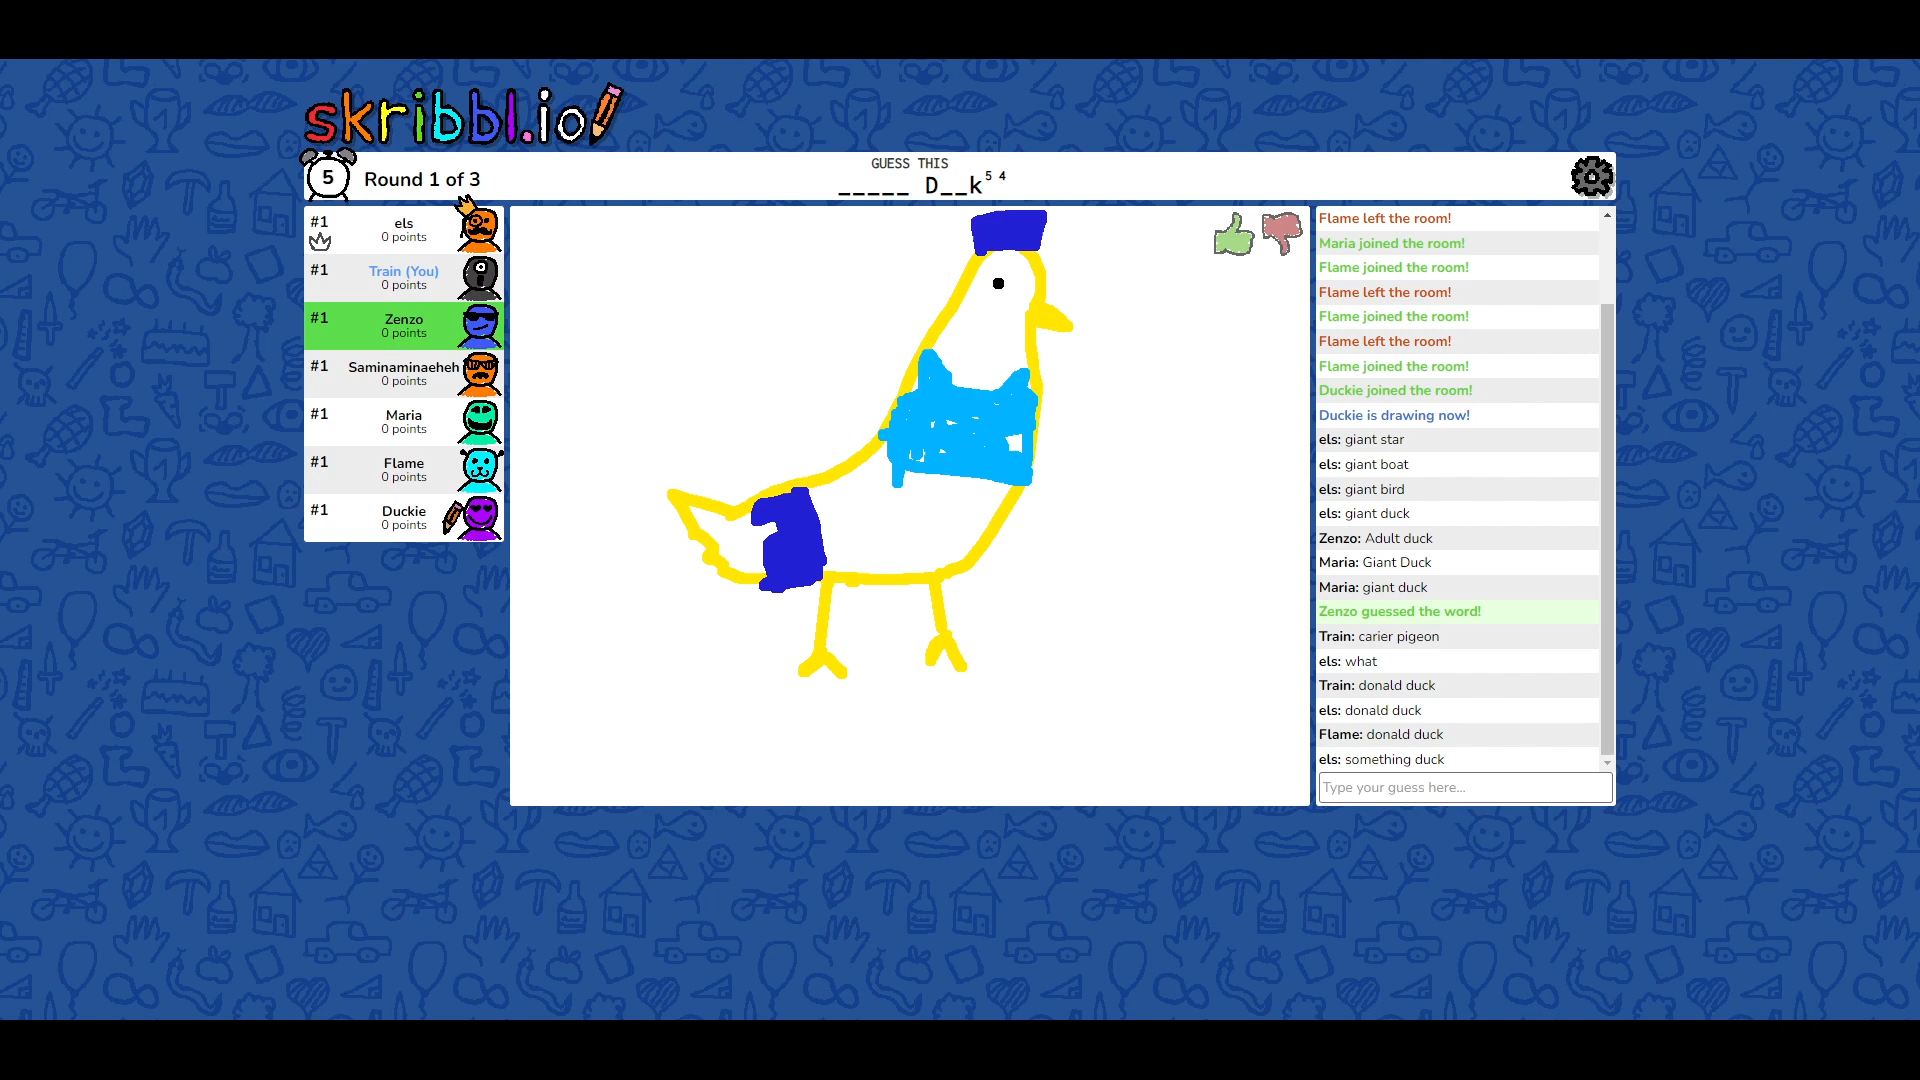 skribbl.io
5
Round 1 of 3
GUESS THIS
_____ D__k 5 4
#1 els
0 points
#1 Train (You)
0 points
#1 Zenzo
0 points
#1 Saminaminaeheh
0 points
#1 Maria
0 points
#1 Flame
0 points
#1 Duckie
0 points
Flame left the room!
Maria joined the room!
Flame joined the room!
Flame left the room!
Flame joined the room!
Flame left the room!
Flame joined the room!
Duckie joined the room!
Duckie is drawing now!
els: giant star
els: giant boat
els: giant bird
els: giant duck
Zenzo: Adult duck
Maria: Giant Duck
Maria: giant duck
Zenzo guessed the word!
Train: carier pigeon
els: what
Train: donald duck
els: donald duck
Flame: donald duck
els: something duck
Type your guess here...